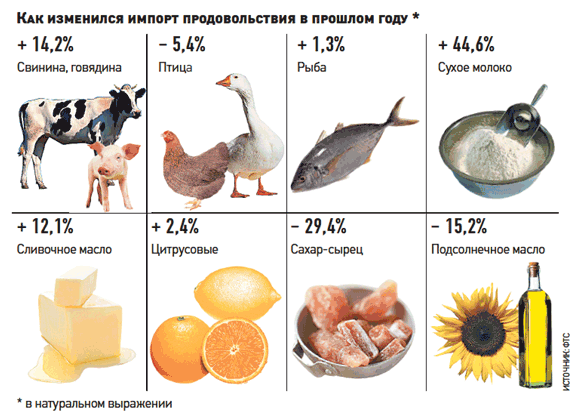 Как изменился импорт продовольствия в прошлом году *
+ 14,2%
Свинина, говядина
– 5,4%
Птица
+ 1,3%
Рыба
+ 44,6%
Сухое молоко
+ 12,1%
Сливочное масло
+ 2,4%
Цитрусовые
– 29,4%
Сахар-сырец
– 15,2%
Подсолнечное масло
ИСТОЧНИК: ФТС
* в натуральном выражении